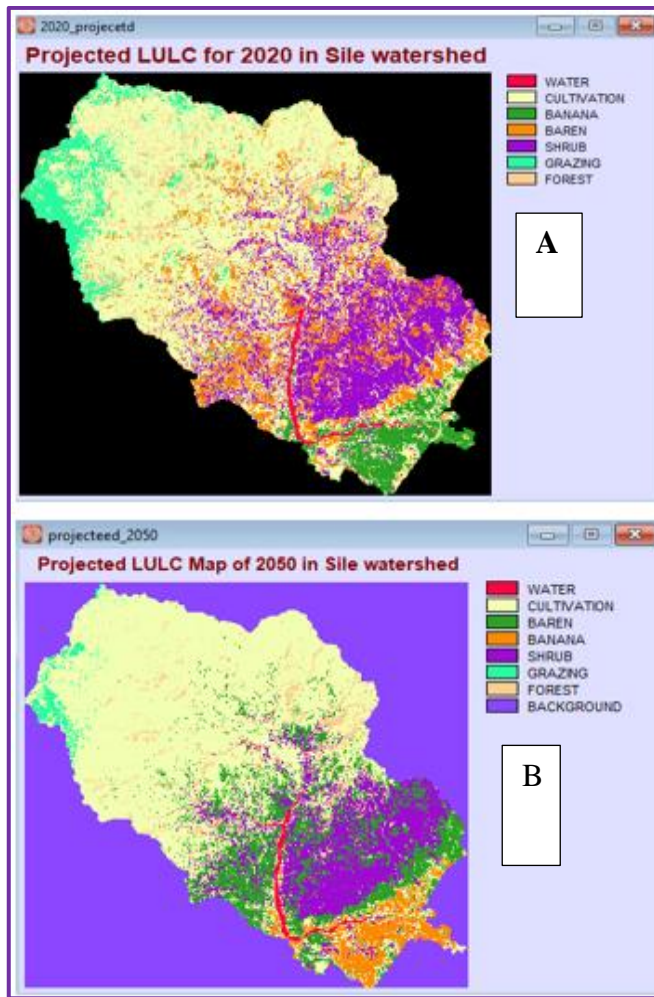 2020_projecetd
Projected LULC for 2020 in Sile watershed
WATER
CULTIVATION
BANANA
BAREN
SHRUB
GRAZING
FOREST
A
projecteed_2050
Projected LULC Map of 2050 in Sile watershed
WATER
CULTIVATION
BAREN
BANANA
SHRUB
GRAZING
FOREST
BACKGROUND
B